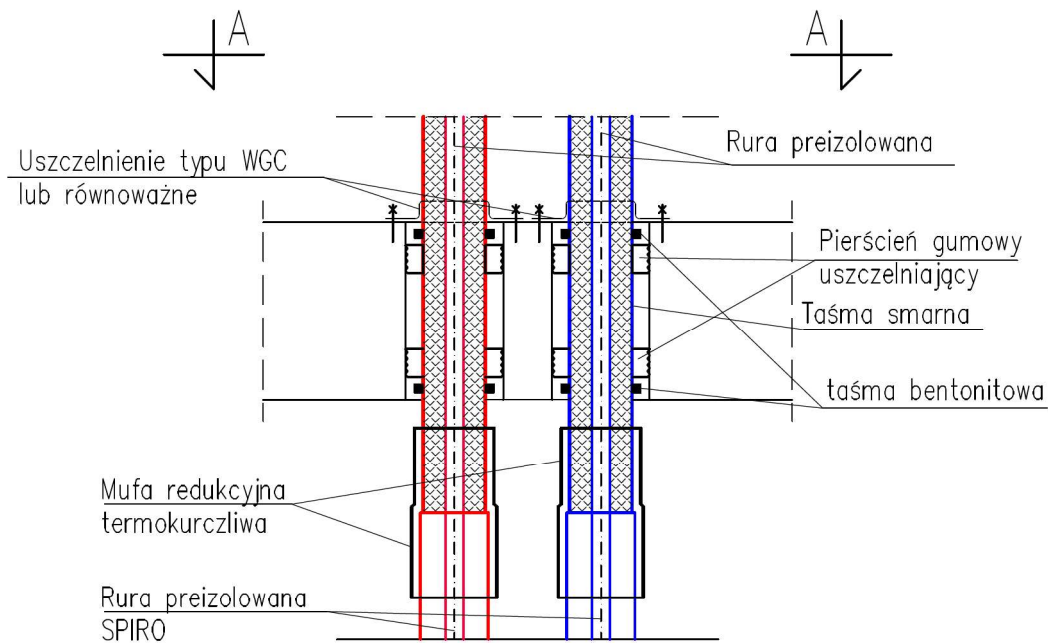 A
A
Uszczelnienie typu WGC
lub równoważne
Rura preizolowana
Pierścień gumowy
uszczelniający
Taśma smarna
taśma bentonitowa
Mufa redukcyjna
termokurczliwa
Rura preizolowana
SPIRO